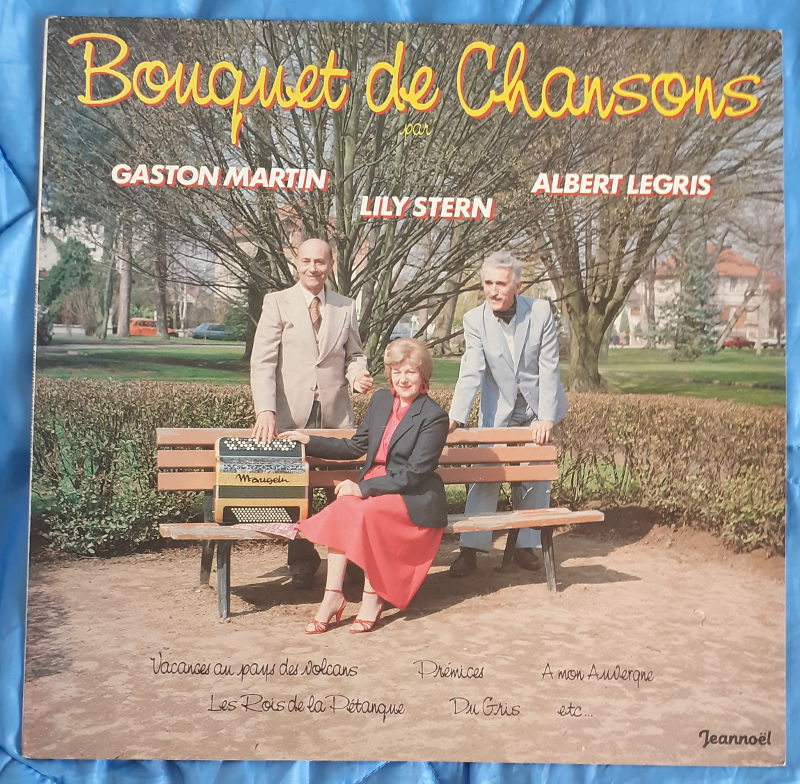 Bouquet de Chansons
par
GASTON MARTIN
LILY STERN
ALBERT LEGRIS
Maugein
Vacances au pays des volcans Prémices A mon Auvergne
Les Rois de la Pétanque Du Gris etc...
Jeannoël